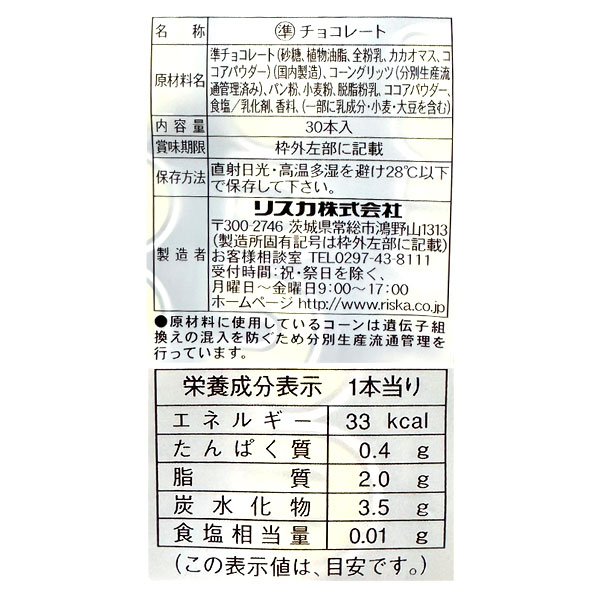 名称 ㊜チョコレート
原材料名 準チョコレート(砂糖、植物油脂、全粉乳、カカオマス、コ
コアパウダー)(国内製造)、コーングリッツ(分別生産流
通管理済み)、パン粉、小麦粉、脱脂粉乳、ココアパウダー、
食塩/乳化剤、香料、(一部に乳成分・小麦・大豆を含む)
内容量 30本入
賞味期限 枠外左部に記載
保存方法 直射日光・高温多湿を避け28℃以下
で保存して下さい。
製造者 リスカ株式会社
〒300-2746 茨城県常総市鴻野山1313
(製造所固有記号は枠外左部に記載)
お客様相談室 TEL0297-43-8111
受付時間:祝・祭日を除く、
月曜日〜金曜日9:00〜17:00
ホームページ http://www.riska.co.jp
●原材料に使用しているコーンは遺伝子組
換えの混入を防ぐため分別生産流通管理を
行っています。
栄養成分表示 1本当り
エネルギー 33 kcal
たんぱく質 0.4 g
脂質 2.0 g
炭水化物 3.5 g
食塩相当量 0.01 g
(この表示値は、目安です。)